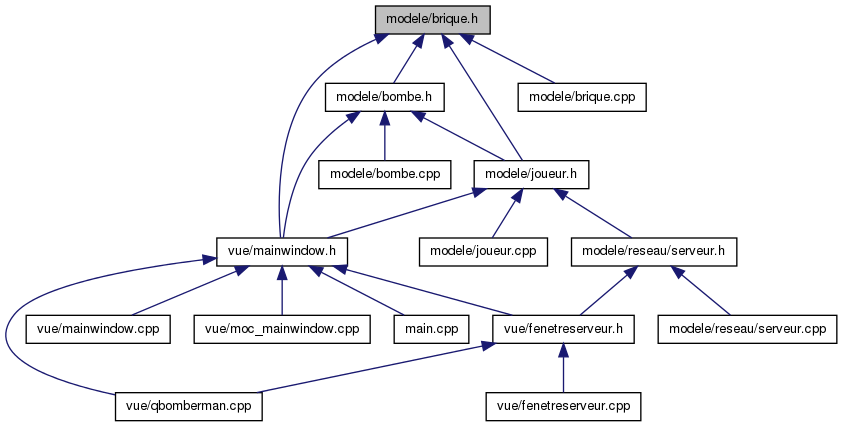 modele/brique.h
modele/bombe.h
modele/brique.cpp
modele/bombe.cpp
modele/joueur.h
vue/mainwindow.h
modele/joueur.cpp
modele/reseau/serveur.h
vue/mainwindow.cpp
vue/moc_mainwindow.cpp
main.cpp
vue/fenetreserveur.h
modele/reseau/serveur.cpp
vue/qbomberman.cpp
vue/fenetreserveur.cpp